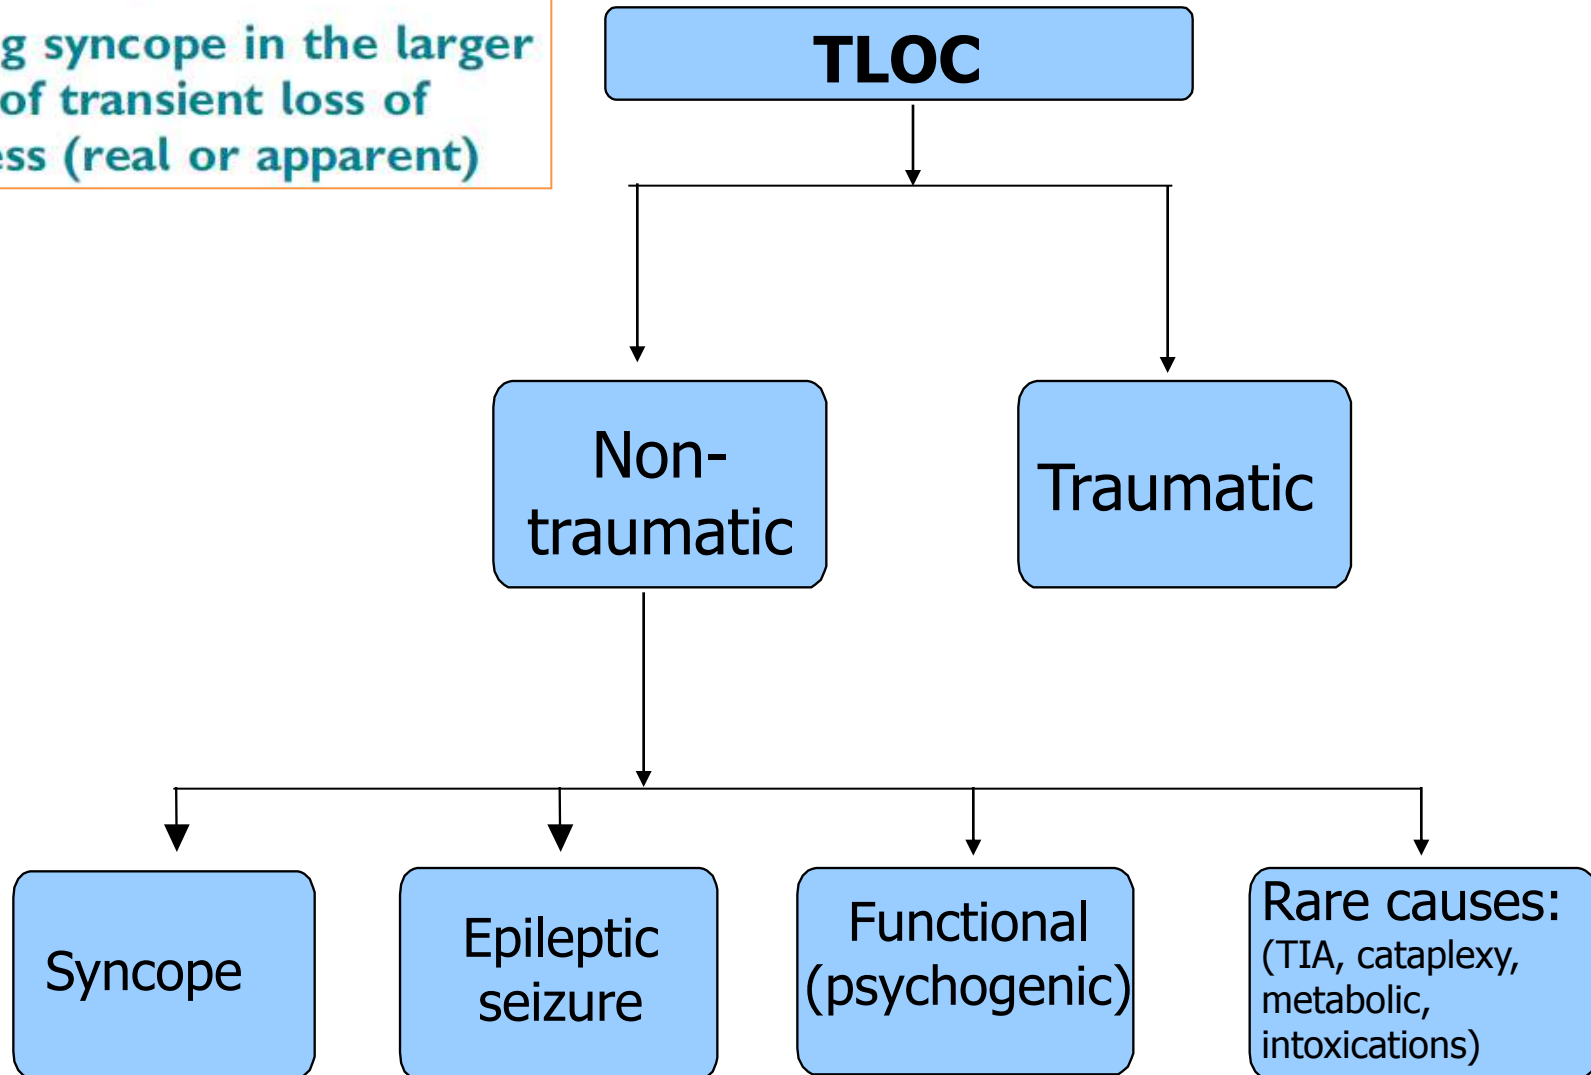 g syncope in the larger
of transient loss of
ess (real or apparent)
TLOC
Non-
traumatic
Traumatic
Syncope
Epileptic
seizure
Functional
(psychogenic)
Rare causes:
(TIA, cataplexy,
metabolic,
intoxications)